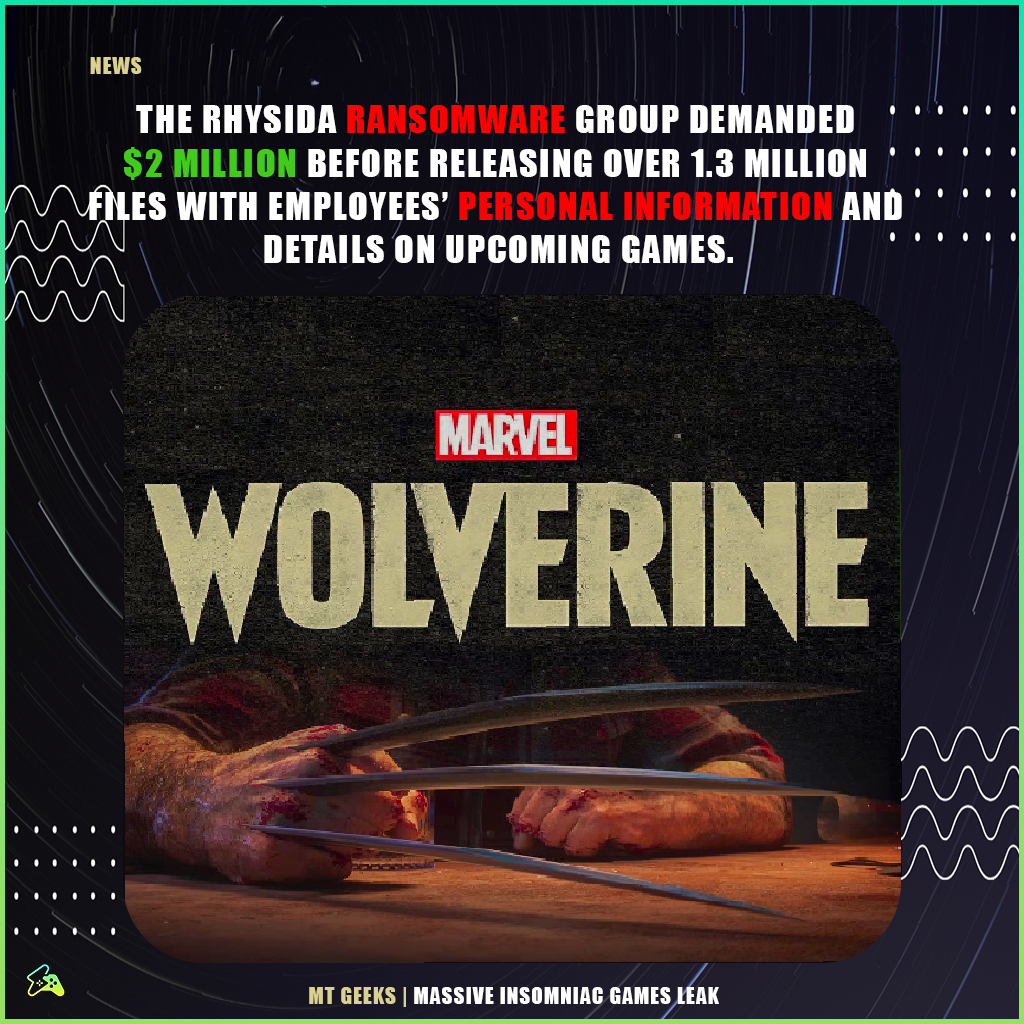 NEWS
THE RHYSIDA RANSOMWARE GROUP DEMANDED
$2 MILLION BEFORE RELEASING OVER 1.3 MILLION
FILES WITH EMPLOYEES’ PERSONAL INFORMATION AND
DETAILS ON UPCOMING GAMES.
MARVEL
WOLVERINE
MT GEEKS | MASSIVE INSOMNIAC GAMES LEAK